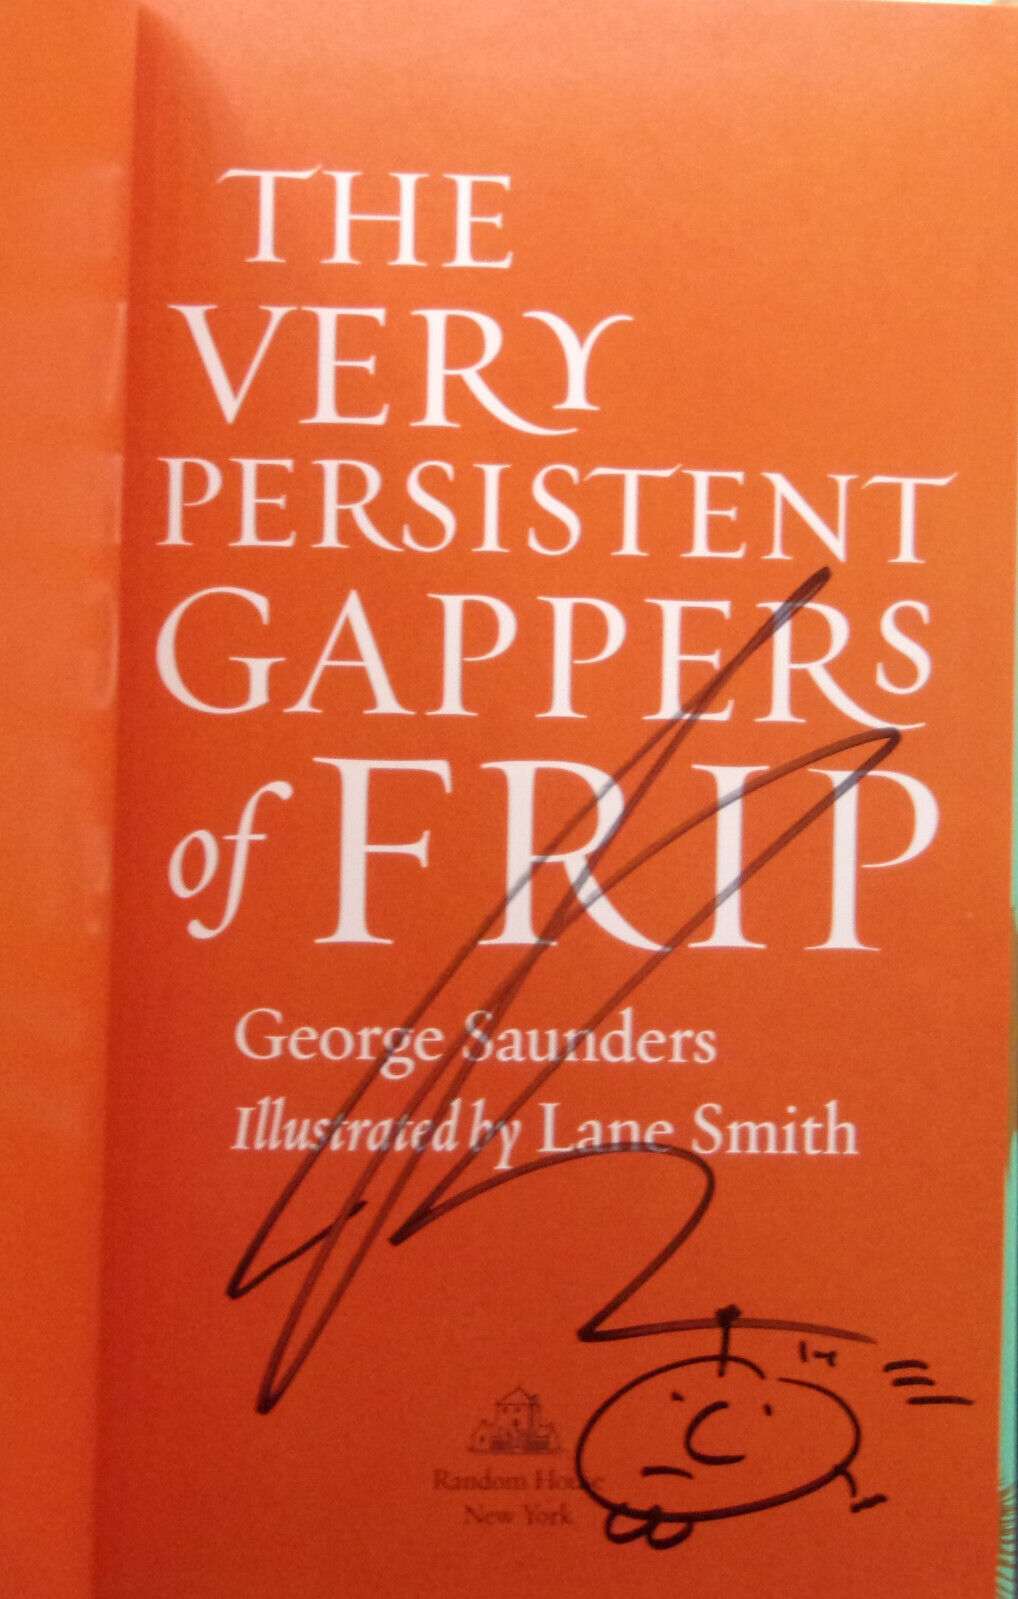 THE
VERY
PERSISTENT
GAPPERS
of FRIP
George Saunders
Illustrated by Lane Smith
Random House
New York